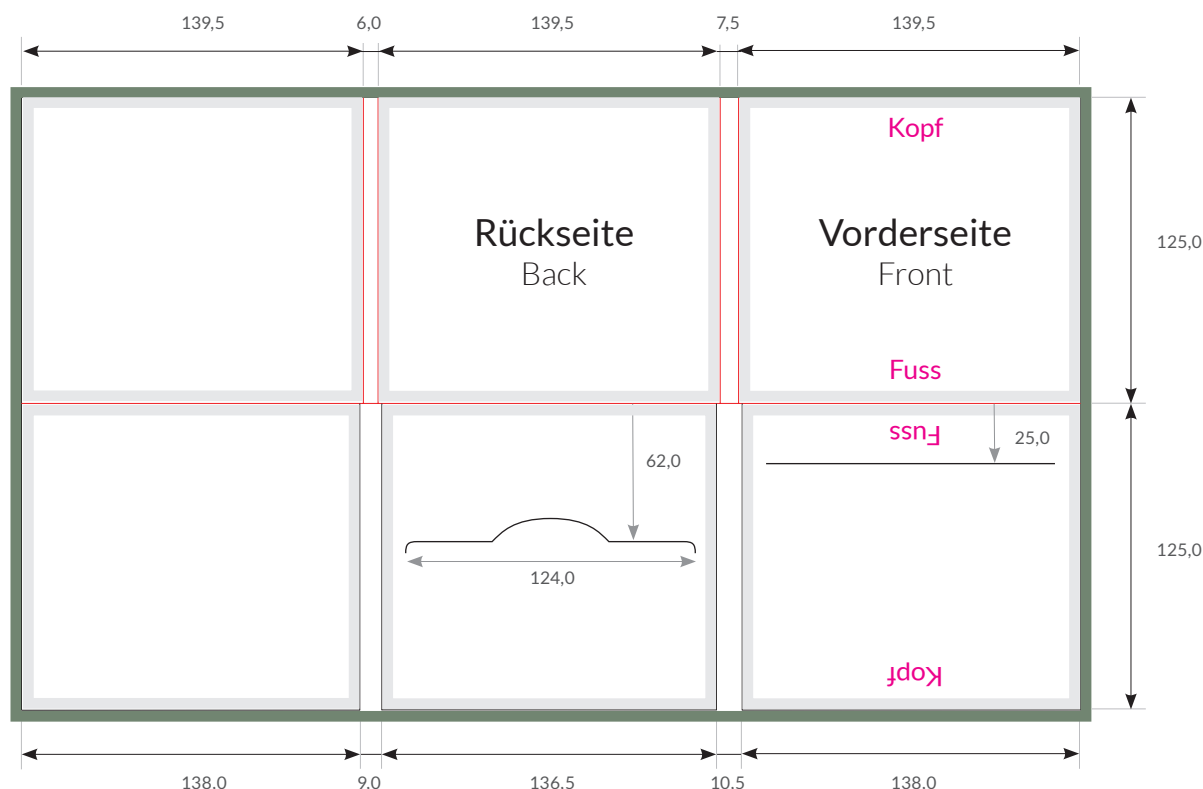 139,5
6,0
139,5
7,5
139,5
Kopf
Rückseite
Back
Vorderseite
Front
125,0
Fuss
Fuss
25,0
62,0
125,0
124,0
Kopf
138.0
9.0
136.5
10.5
138.0